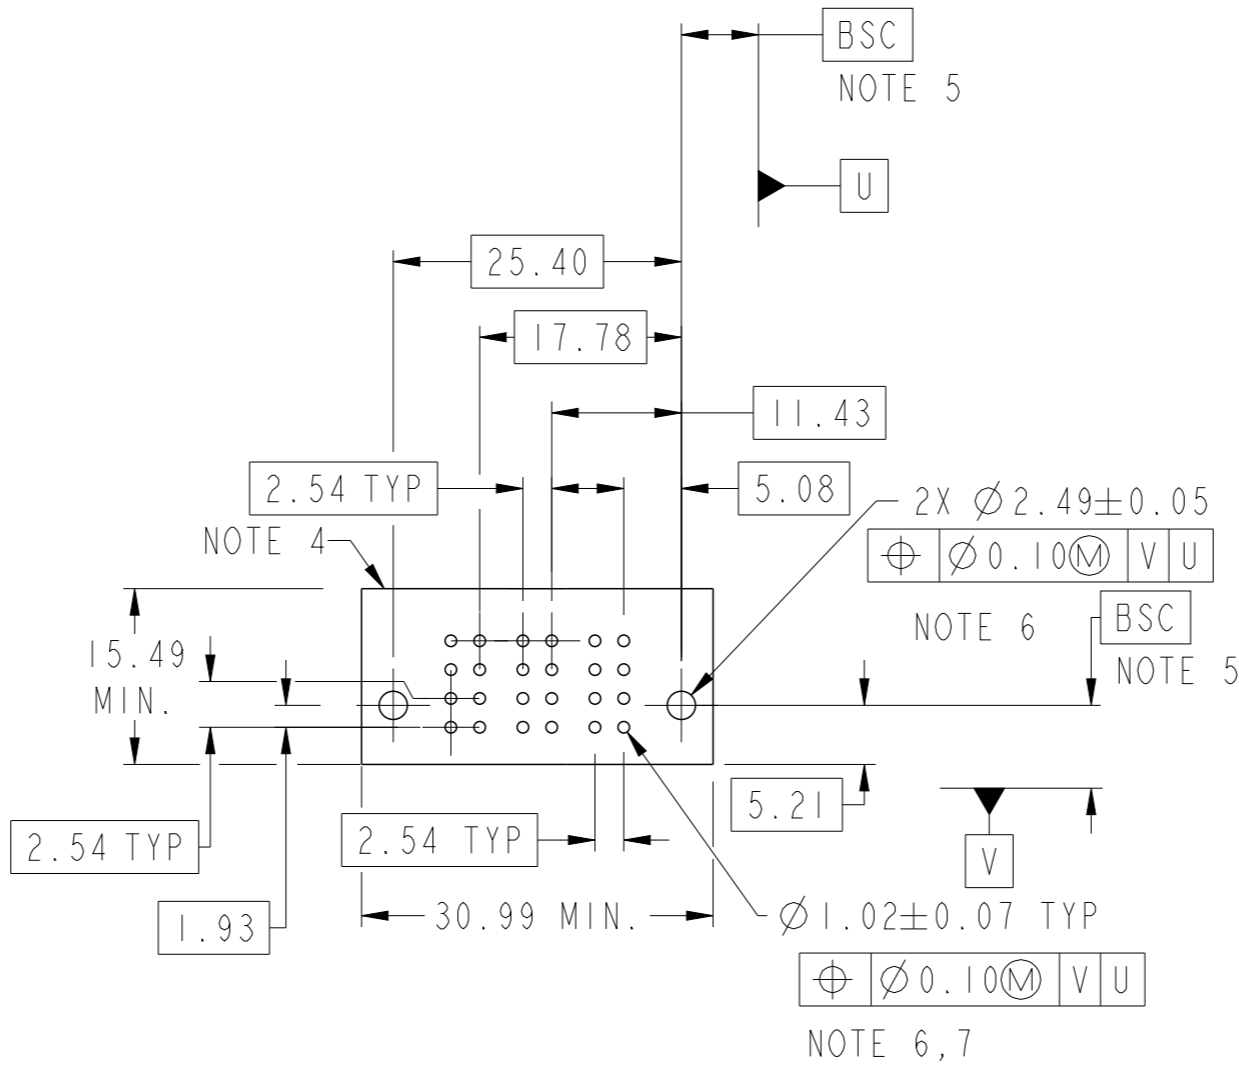 BSC
NOTE 5
U
25.40
17.78
11.43
2.54 TYP
5.08
2X ∅2.49±0.05
⌖ ∅0.10Ⓜ V U
NOTE 6
NOTE 4
BSC
NOTE 5
15.49
MIN.
5.21
2.54 TYP
2.54 TYP
V
1.93
30.99 MIN.
∅1.02±0.07 TYP
⌖ ∅0.10Ⓜ V U
NOTE 6,7